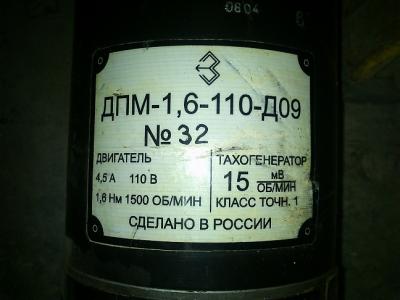 0804
ДПМ-1,6-110-Д09
№ 32
ДВИГАТЕЛЬ
4,5 А 110 В
1,6 Нм 1500 ОБ/МИН
ТАХОГЕНЕРАТОР
15 мВ
ОБ/МИН
КЛАСС ТОЧН. 1
СДЕЛАНО В РОССИИ